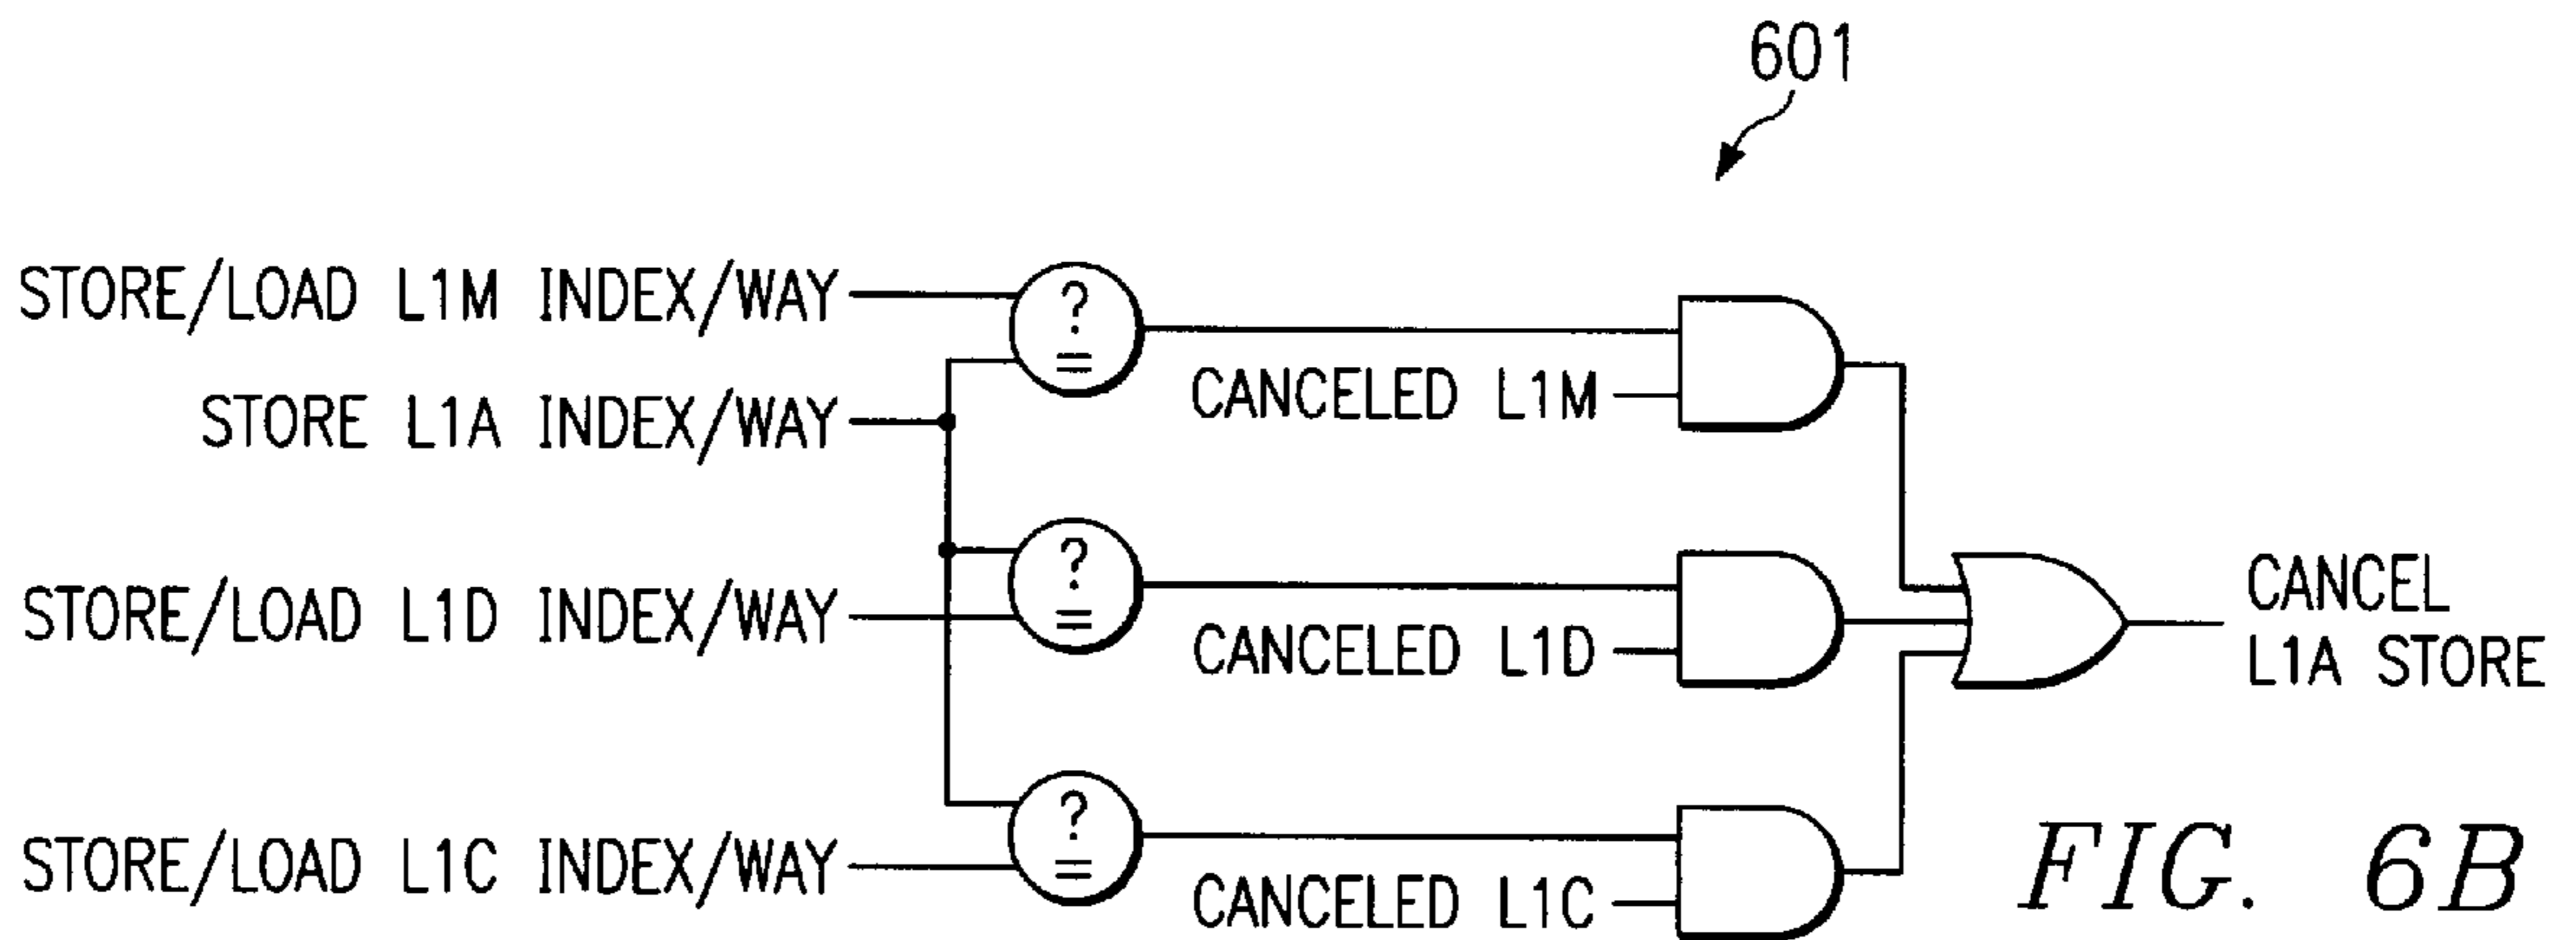 601
STORE/LOAD L1M INDEX/WAY
?
=
CANCELED L1M
STORE L1A INDEX/WAY
STORE/LOAD L1D INDEX/WAY
?
=
CANCELED L1D
CANCEL
L1A STORE
STORE/LOAD L1C INDEX/WAY
?
=
CANCELED L1C
FIG. 6B